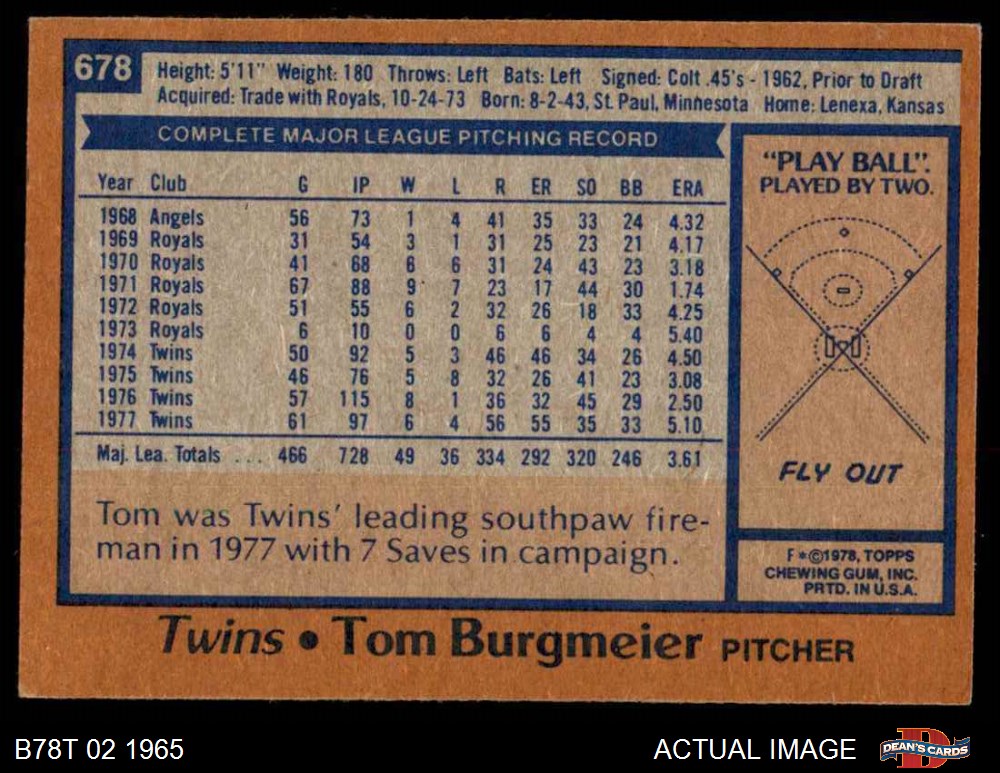 678
Height: 5'11" Weight: 180 Throws: Left Bats: Left Signed: Colt .45's - 1962, Prior to Draft
Acquired: Trade with Royals, 10-24-73 Born: 8-2-43, St. Paul, Minnesota Home: Lenexa, Kansas
COMPLETE MAJOR LEAGUE PITCHING RECORD
Year Club G IP W L R ER SO BB ERA
1968 Angels 56 73 1 4 41 35 33 24 4.32
1969 Royals 31 54 3 1 31 25 23 21 4.17
1970 Royals 41 68 6 6 31 24 43 23 3.18
1971 Royals 67 88 9 7 23 17 44 30 1.74
1972 Royals 51 55 6 2 32 26 18 33 4.25
1973 Royals 6 10 0 0 6 6 4 4 5.40
1974 Twins 50 92 5 3 46 46 34 26 4.50
1975 Twins 46 76 5 8 32 26 41 23 3.08
1976 Twins 57 115 8 1 36 32 45 29 2.50
1977 Twins 61 97 6 4 56 55 35 33 5.10
Maj. Lea. Totals .... 466 728 49 36 334 292 320 246 3.61
Tom was Twins' leading southpaw fire-
man in 1977 with 7 Saves in campaign.
"PLAY BALL".
PLAYED BY TWO.
FLY OUT
F*©1978, TOPPS
CHEWING GUM, INC.
PRTD. IN U.S.A.
Twins • Tom Burgmeier PITCHER
B78T 02 1965 ACTUAL IMAGE
DEAN'S CARDS